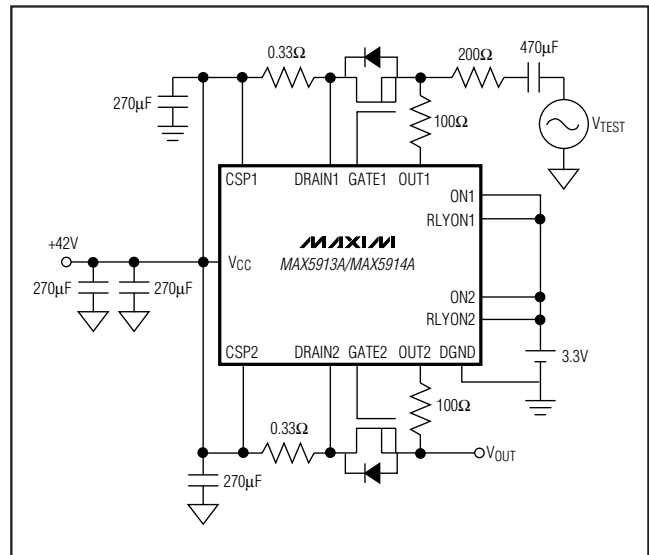 0.33Ω
200Ω
470µF
270µF
100Ω
VTEST
CSP1 DRAIN1 GATE1 OUT1
ON1
RLYON1
+42V
VCC
MAXIM
MAX5913A/MAX5914A
270µF 270µF
ON2
RLYON2
CSP2 DRAIN2 GATE2 OUT2 DGND
3.3V
100Ω
0.33Ω
VOUT
270µF